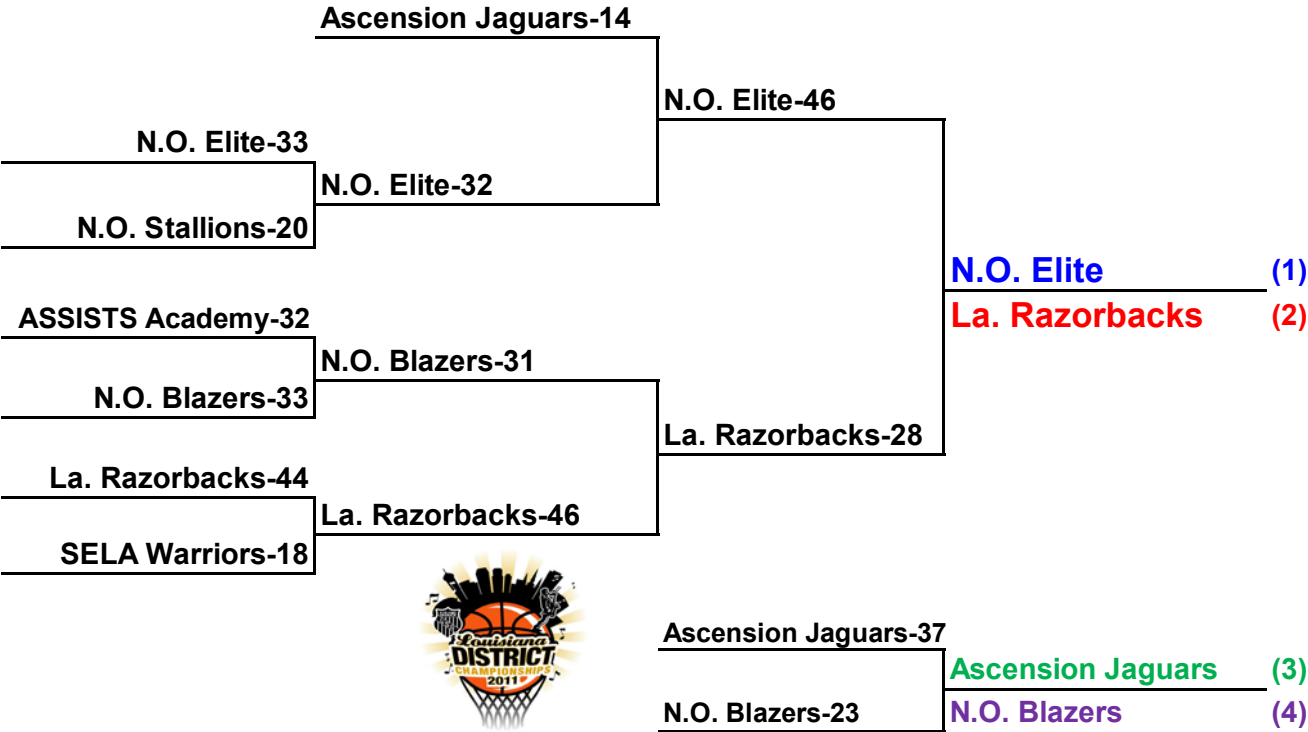 Ascension Jaguars-14
N.O. Elite-46
N.O. Elite-33
N.O. Elite-32
N.O. Stallions-20
N.O. Elite (1)
La. Razorbacks (2)
ASSISTS Academy-32
N.O. Blazers-31
N.O. Blazers-33
La. Razorbacks-28
La. Razorbacks-44
La. Razorbacks-46
SELA Warriors-18
Louisiana
DISTRICT
CHAMPIONSHIPS
2011
Ascension Jaguars-37
Ascension Jaguars (3)
N.O. Blazers-23
N.O. Blazers (4)